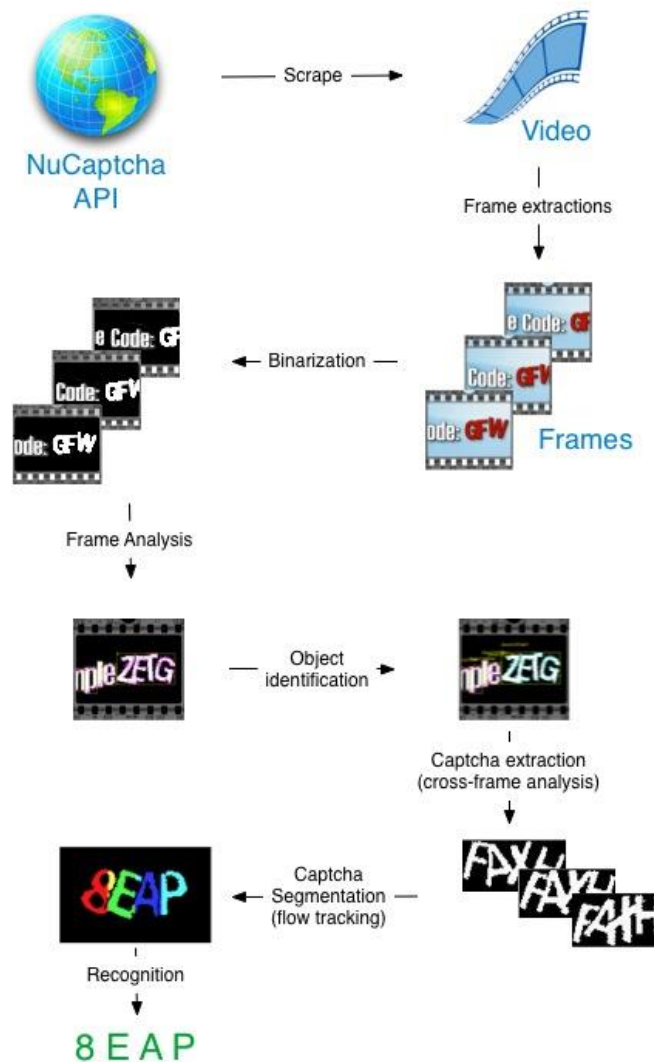 Scrape
NuCaptcha
API
Video
Frame extractions
e Code: GF
Code: GFW
ode: GFW
Binarization
e Code: GF
Code: GFW
ode: GFW
Frames
Frame Analysis
nple ZETG
Object
identification
nple ZETG
Captcha extraction
(cross-frame analysis)
8EAP
Captcha
Segmentation
(flow tracking)
Recognition
8 E A P